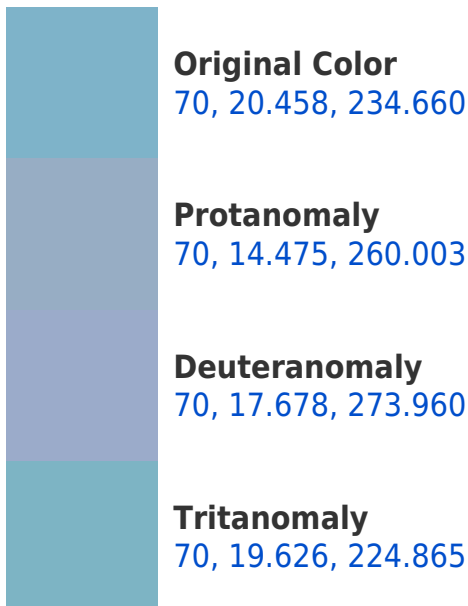 Original Color
70, 20.458, 234.660
Protanomaly
70, 14.475, 260.003
Deuteranomaly
70, 17.678, 273.960
Tritanomaly
70, 19.626, 224.865